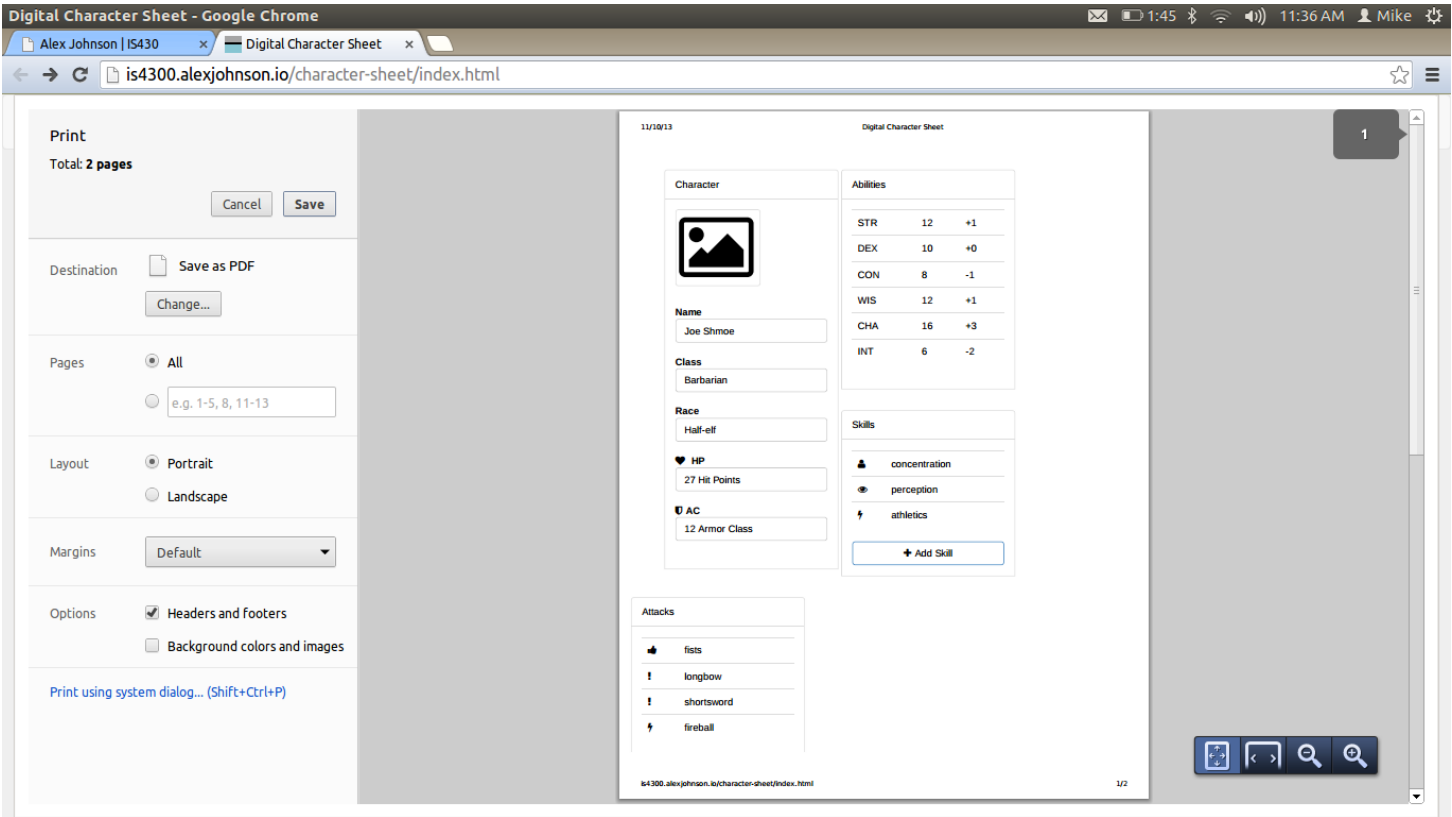 Digital Character Sheet - Google Chrome
1:45 11:36 AM Mike
Alex Johnson | IS430 × Digital Character Sheet ×
is4300.alexjohnson.io/character-sheet/index.html
Print
Total: 2 pages
Cancel Save
Destination Save as PDF
Change...
Pages All
e.g. 1-5, 8, 11-13
Layout Portrait
Landscape
Margins Default
Options Headers and footers
Background colors and images
Print using system dialog... (Shift+Ctrl+P)
11/10/13 Digital Character Sheet
1
Character
Name
Joe Shmoe
Class
Barbarian
Race
Half-elf
HP
27 Hit Points
AC
12 Armor Class
Abilities
STR 12 +1
DEX 10 +0
CON 8 -1
WIS 12 +1
CHA 16 +3
INT 6 -2
Skills
concentration
perception
athletics
+ Add Skill
Attacks
fists
longbow
shortsword
fireball
is4300.alexjohnson.io/character-sheet/index.html 1/2